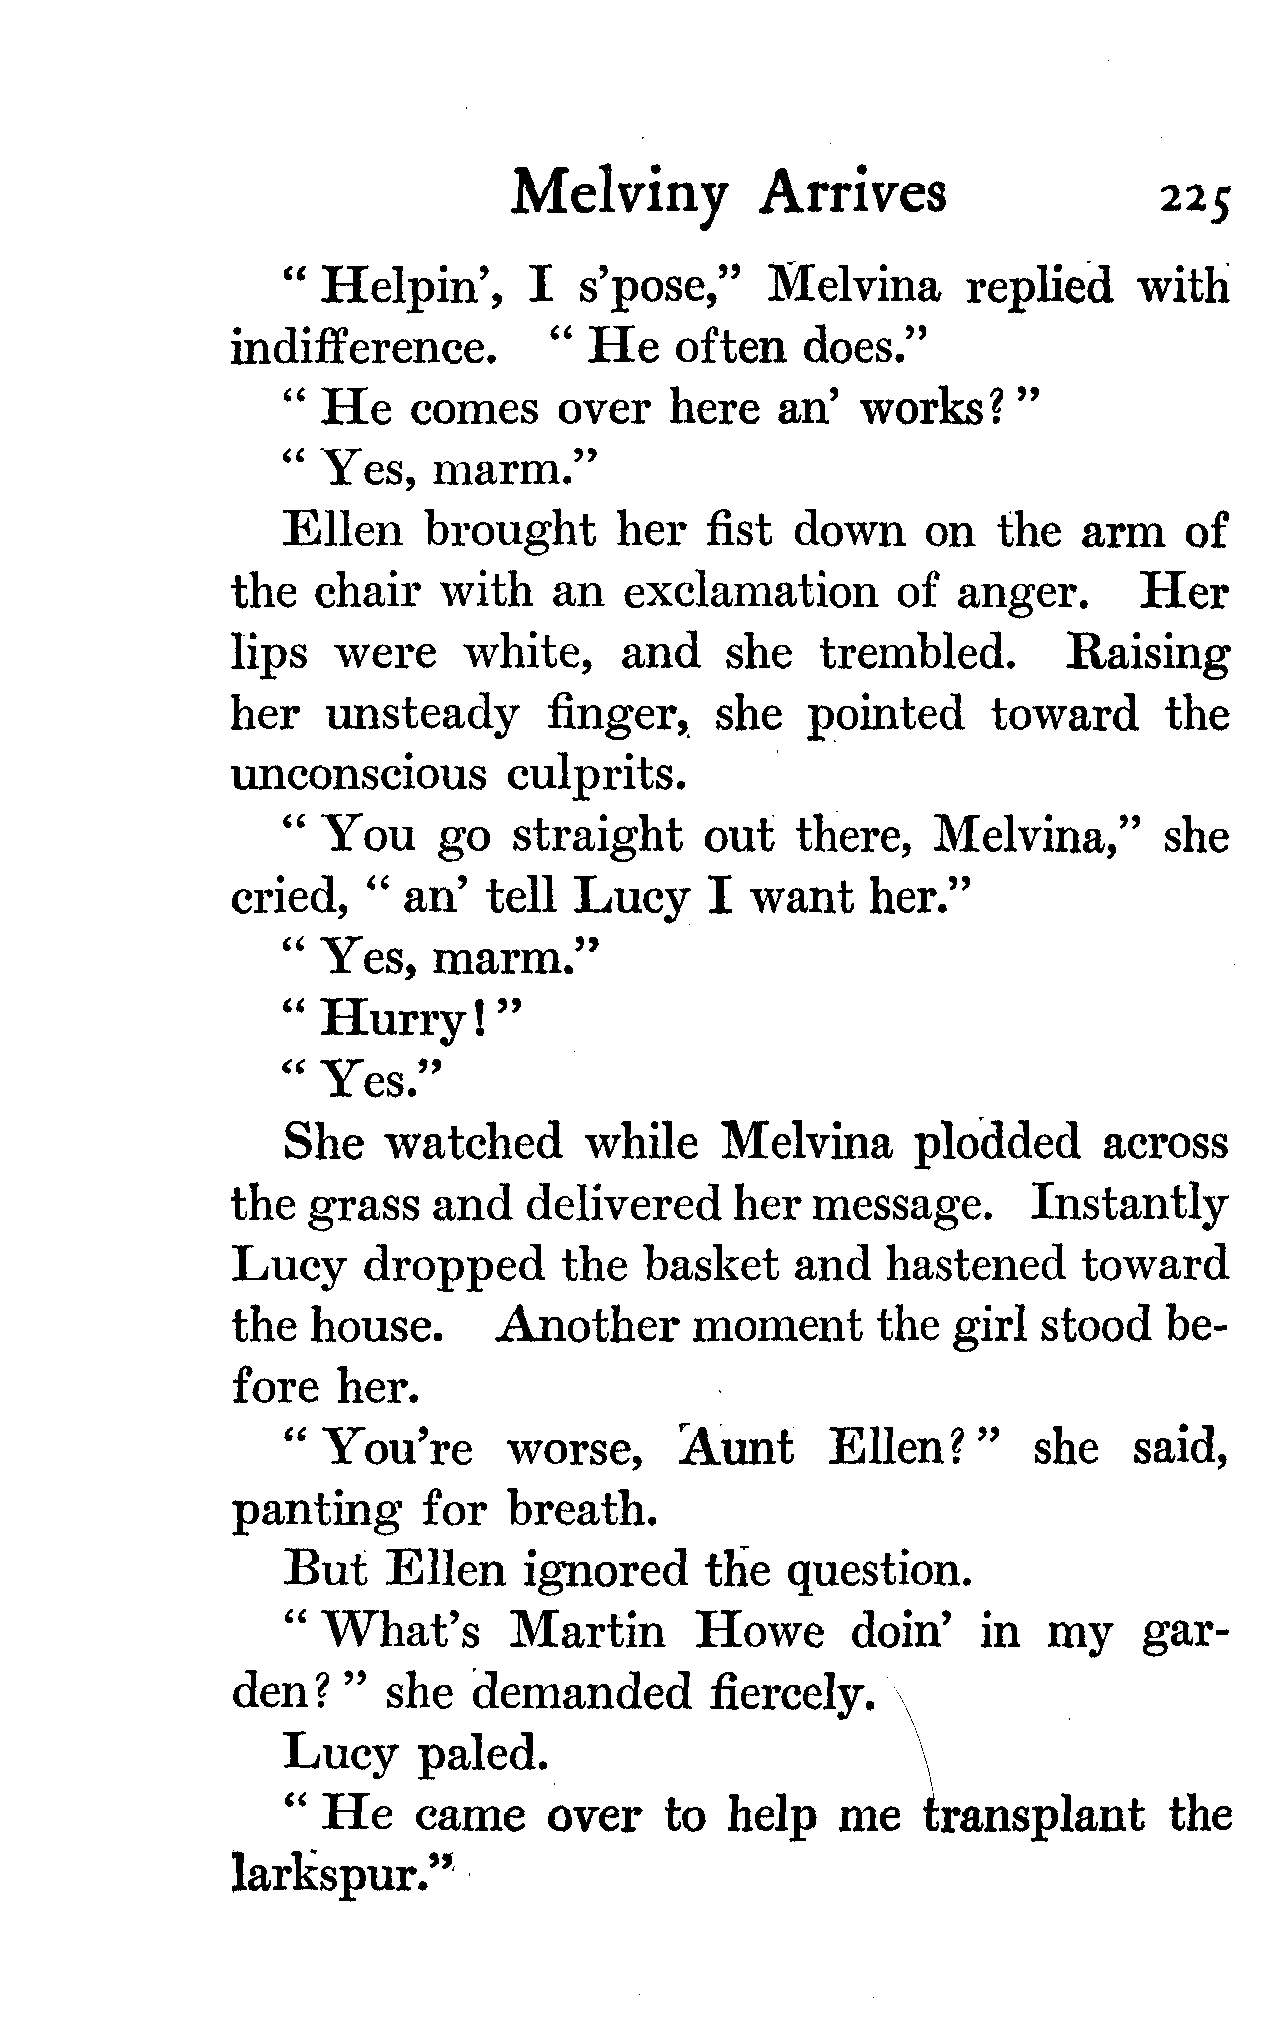 Melviny Arrives 225
“ Helpin’, I s’pose,” Melvina replied with
indifference. “ He often does.”
“ He comes over here an’ works? ”
“ Yes, marm.”
Ellen brought her fist down on the arm of
the chair with an exclamation of anger. Her
lips were white, and she trembled. Raising
her unsteady finger, she pointed toward the
unconscious culprits.
“ You go straight out there, Melvina,” she
cried, “ an’ tell Lucy I want her.”
“ Yes, marm.”
“ Hurry! ”
“ Yes.”
She watched while Melvina plodded across
the grass and delivered her message. Instantly
Lucy dropped the basket and hastened toward
the house. Another moment the girl stood be-
fore her.
“ You’re worse, Aunt Ellen? ” she said,
panting for breath.
But Ellen ignored the question.
“ What’s Martin Howe doin’ in my gar-
den? ” she demanded fiercely.
Lucy paled.
“ He came over to help me transplant the
larkspur.”